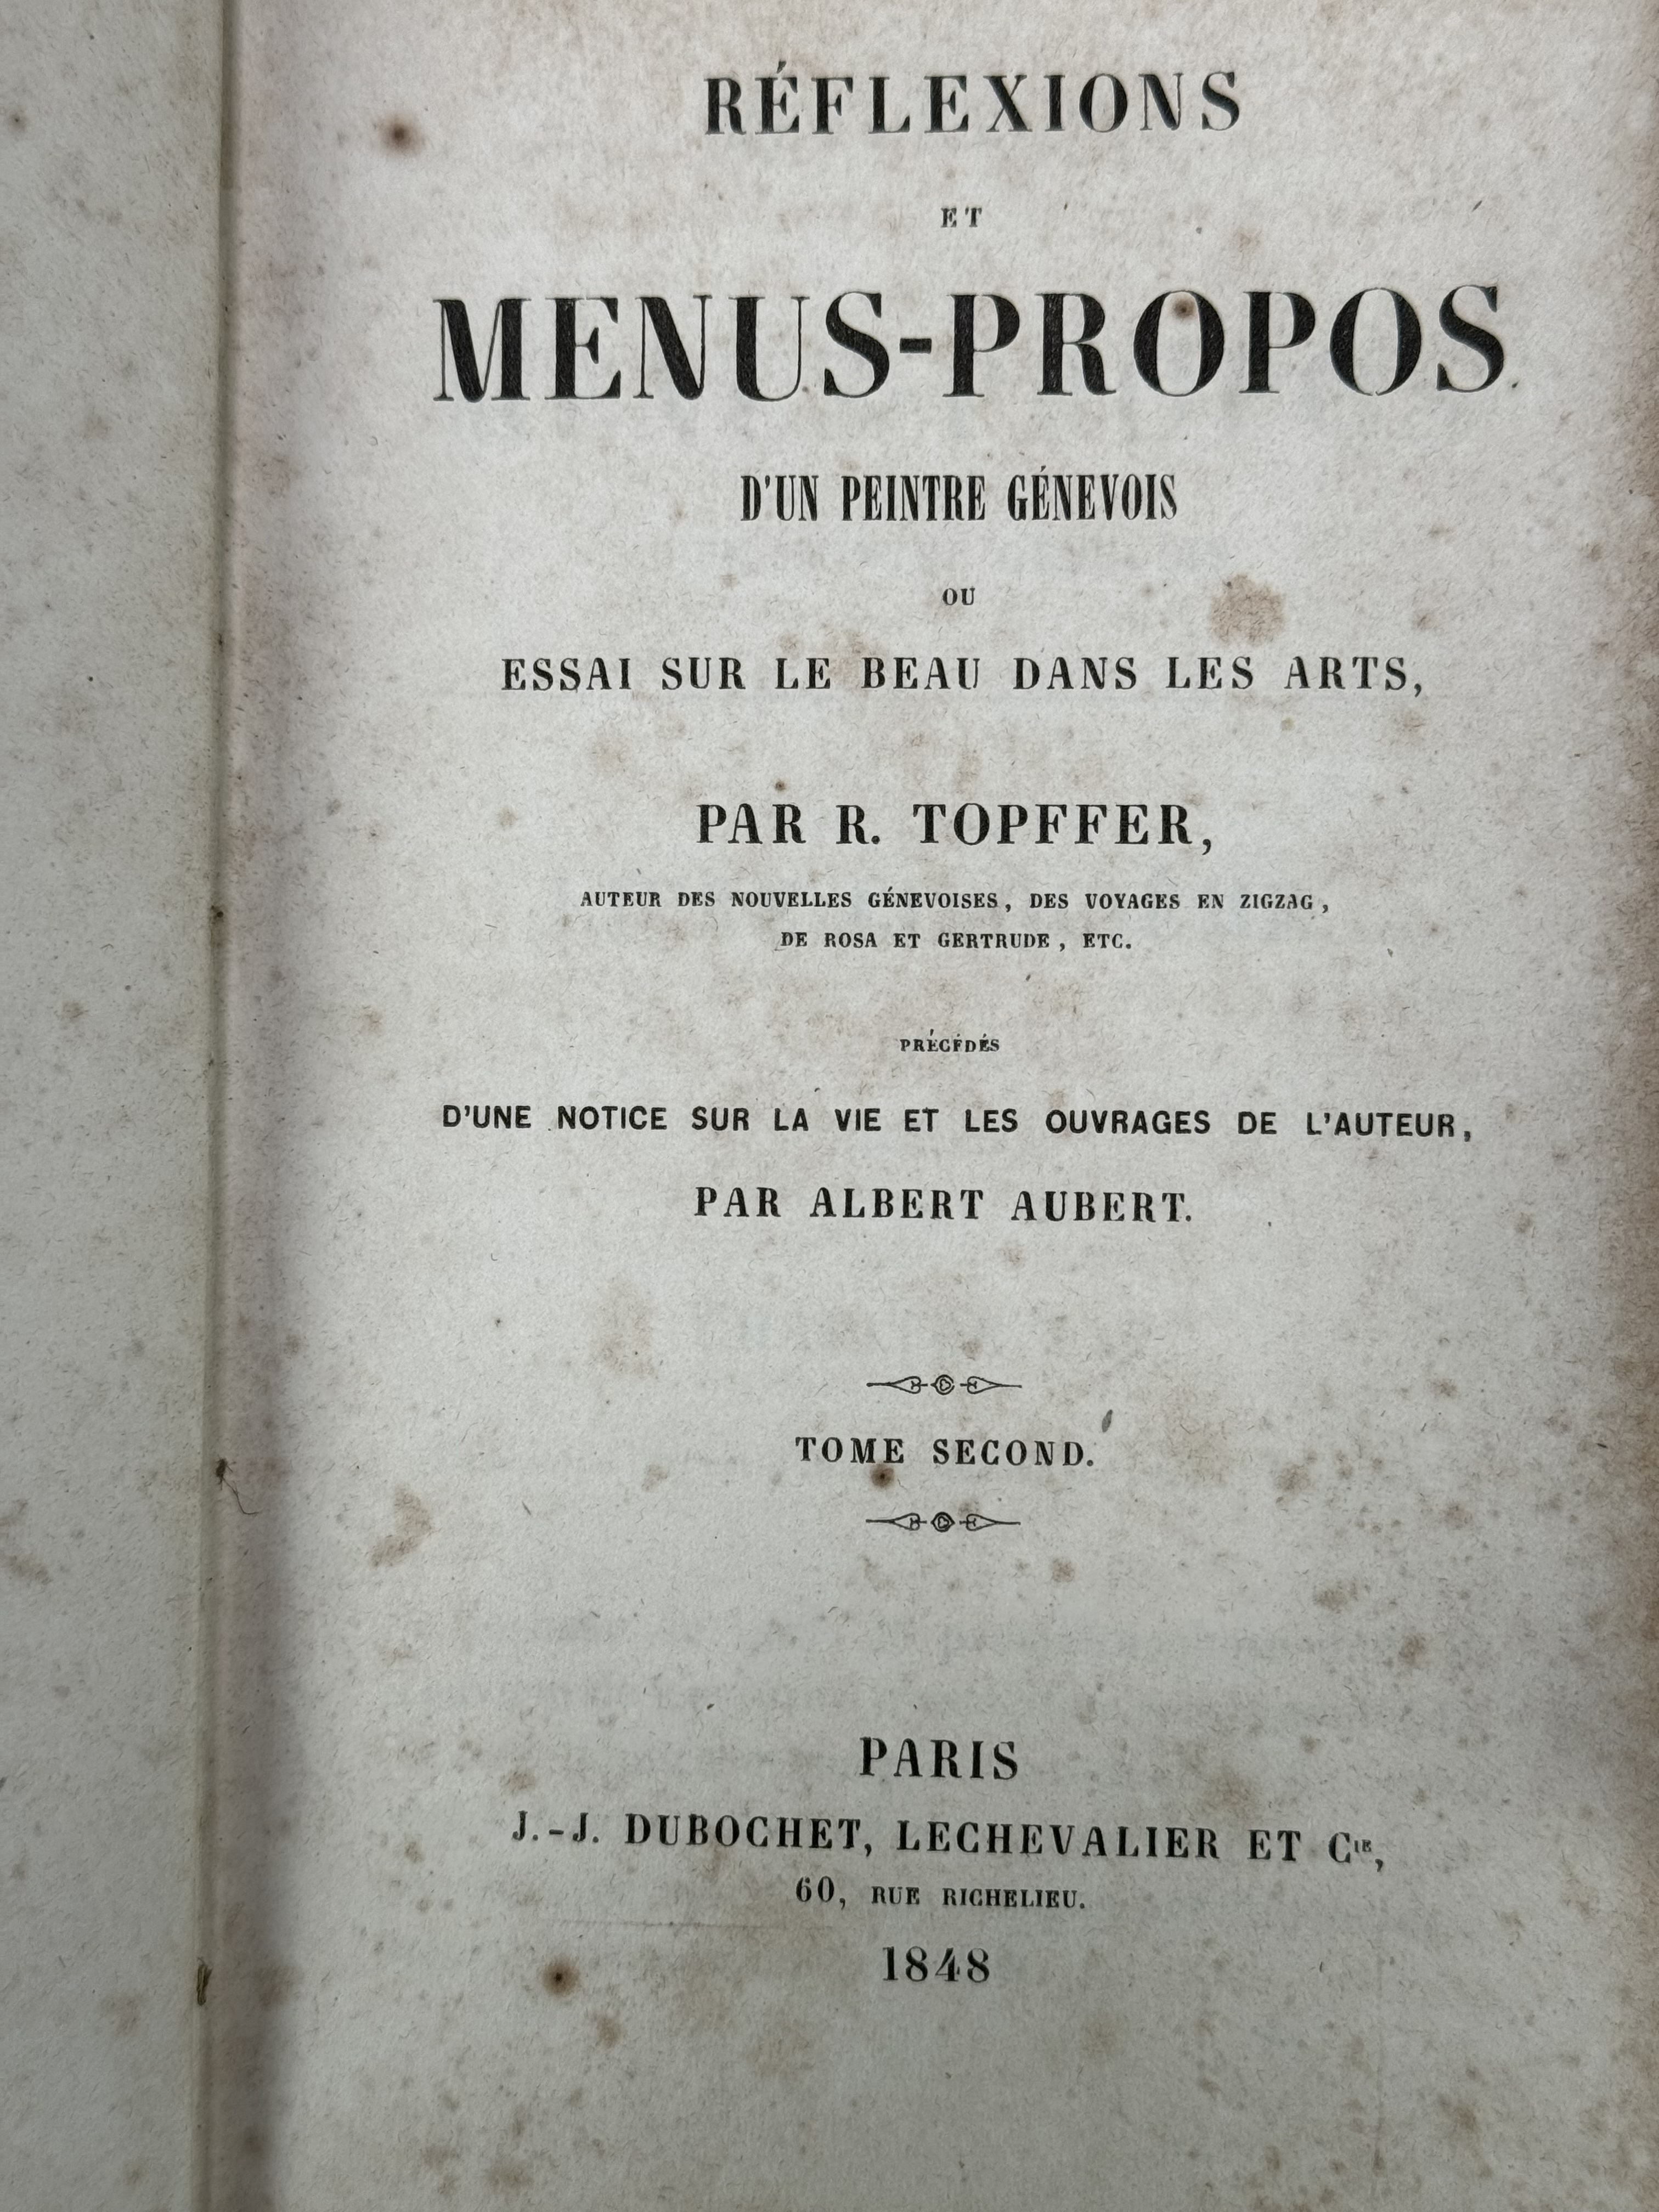 RÉFLEXIONS
ET
MENUS-PROPOS
D'UN PEINTRE GÉNEVOIS
OU
ESSAI SUR LE BEAU DANS LES ARTS,
PAR R. TOPFFER,
AUTEUR DES NOUVELLES GÉNEVOISES, DES VOYAGES EN ZIGZAG,
DE ROSA ET GERTRUDE, ETC.
PRÉCÉDÉS
D'UNE NOTICE SUR LA VIE ET LES OUVRAGES DE L'AUTEUR,
PAR ALBERT AUBERT.
TOME SECOND.
PARIS
J.-J. DUBOCHET, LECHEVALIER ET Cie,
60, RUE RICHELIEU.
1848